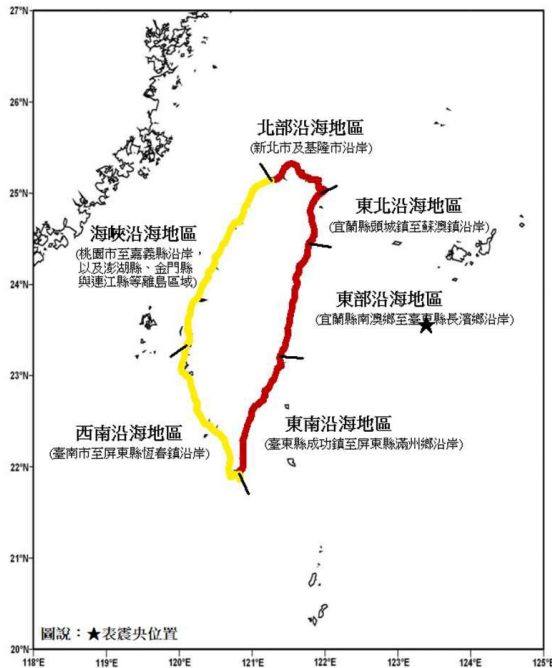 27°N
26°N
25°N
24°N
23°N
22°N
21°N
20°N
北部沿海地區
(新北市及基隆市沿岸)
東北沿海地區
(宜蘭縣頭城鎮至蘇澳鎮沿岸)
海峽沿海地區
(桃園市至嘉義縣沿岸，
以及澎湖縣、金門縣
與連江縣等離島區域)
東部沿海地區
(宜蘭縣南澳鄉至臺東縣長濱鄉沿岸)
西南沿海地區
(臺南市至屏東縣恆春鎮沿岸)
東南沿海地區
(臺東縣成功鎮至屏東縣滿州鄉沿岸)
圖說：★表震央位置
118°E 119°E 120°E 121°E 122°E 123°E 124°E 125°E